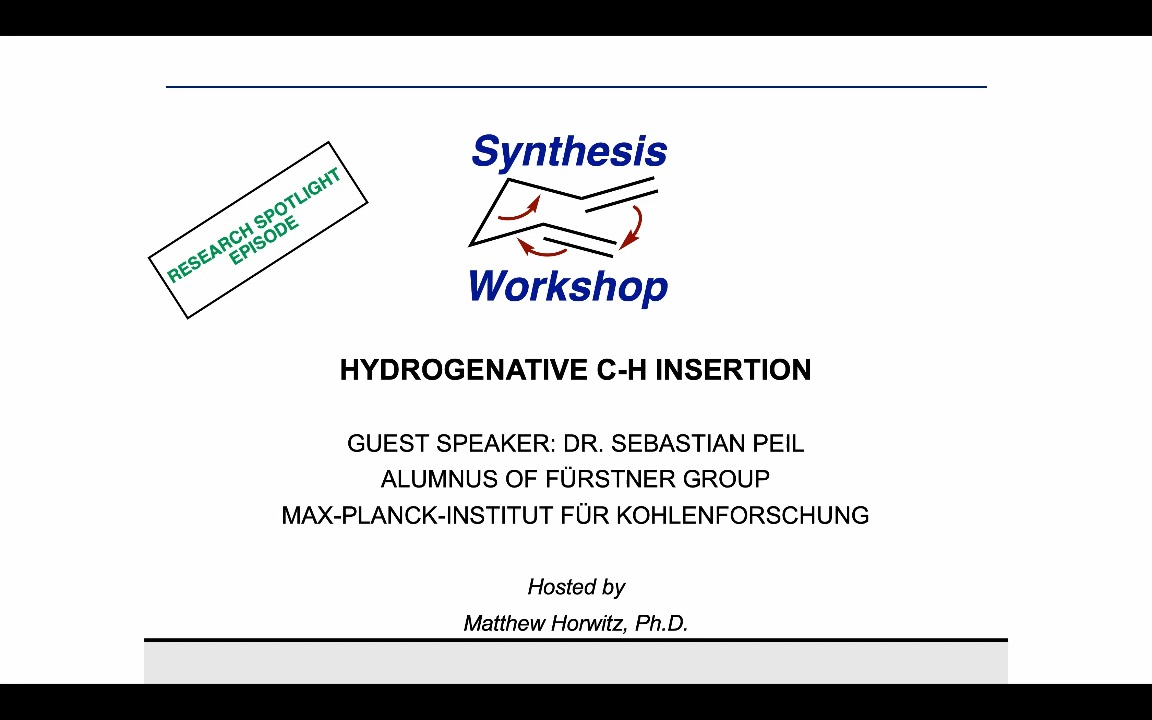 Synthesis
RESEARCH SPOTLIGHT
EPISODE
Workshop
HYDROGENATIVE C-H INSERTION
GUEST SPEAKER: DR. SEBASTIAN PEIL
ALUMNUS OF FÜRSTNER GROUP
MAX-PLANCK-INSTITUT FÜR KOHLENFORSCHUNG
Hosted by
Matthew Horwitz, Ph.D.